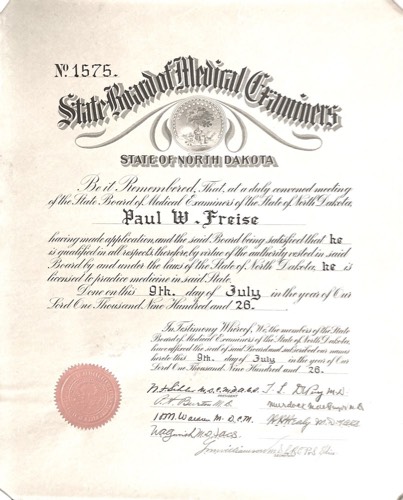 No. 1575.
State Board of Medical Examiners
STATE OF NORTH DAKOTA
Be it Remembered, That, at a duly convened meeting
of the State Board of Medical Examiners of the State of North Dakota,
Paul W. Freise
having made application, and the said Board being satisfied that he
is qualified in all respects, therefore, by virtue of the authority vested in said
Board by and under the laws of the State of North Dakota, he is
licensed to practice medicine in said State.
Done on this 9th. day of July in the year of Our
Lord One Thousand, Nine Hundred and 26.
In Testimony Whereof, We, the members of the State
Board of Medical Examiners of the State of North Dakota,
have affixed the seal of said Board and subscribed our names
hereto this 9th. day of July in the year of Our
Lord One Thousand, Nine Hundred and 26.